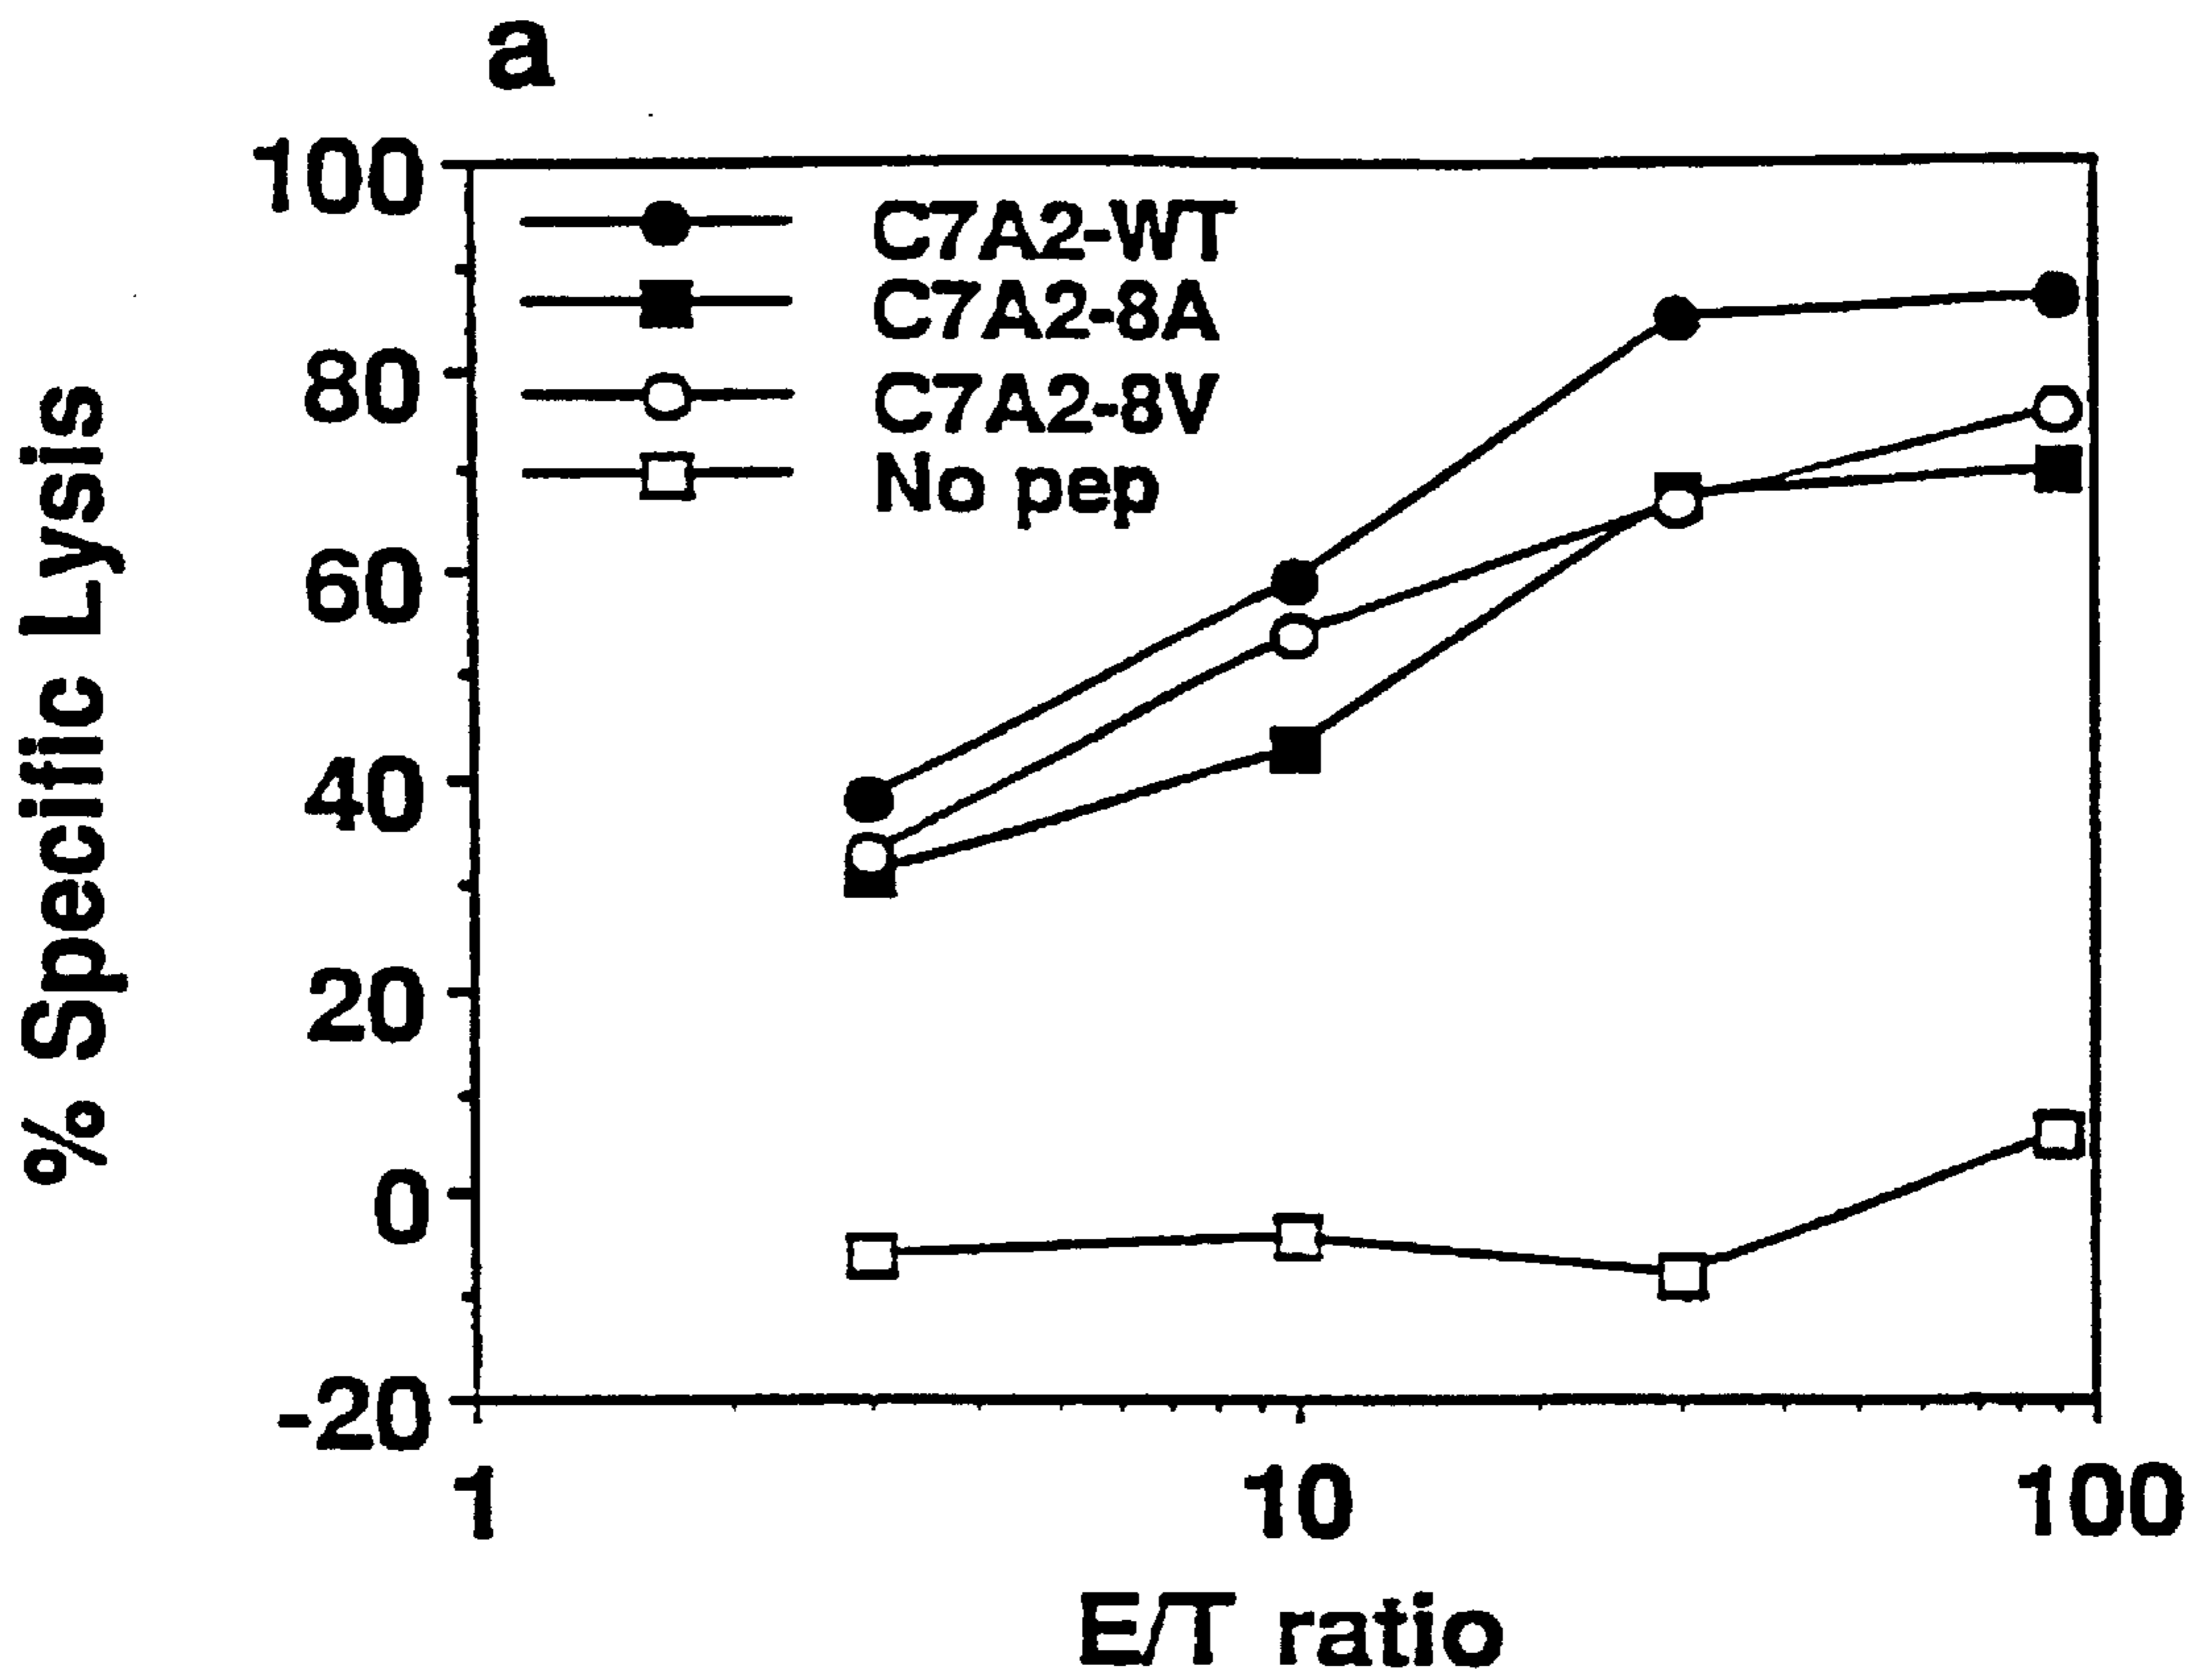 a
100
80
60
40
20
0
-20
% Specific Lysis
C7A2-WT
C7A2-8A
C7A2-8V
No pep
1
10
100
E/T ratio